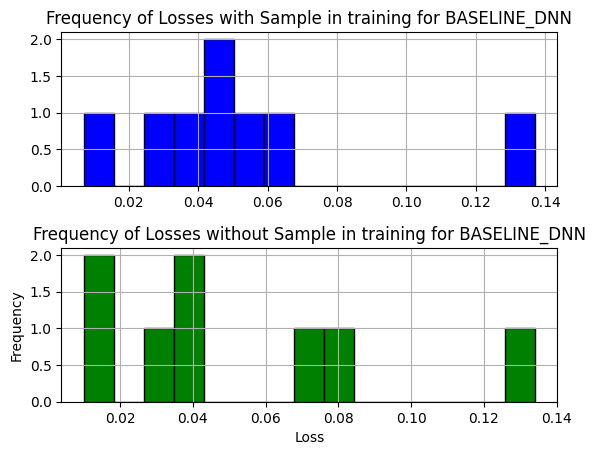 Frequency of Losses with Sample in training for BASELINE_DNN
2.0
1.5
1.0
0.5
0.0
0.02 0.04 0.06 0.08 0.10 0.12 0.14
Frequency of Losses without Sample in training for BASELINE_DNN
2.0
1.5
1.0
0.5
0.0
Frequency
0.02 0.04 0.06 0.08 0.10 0.12 0.14
Loss